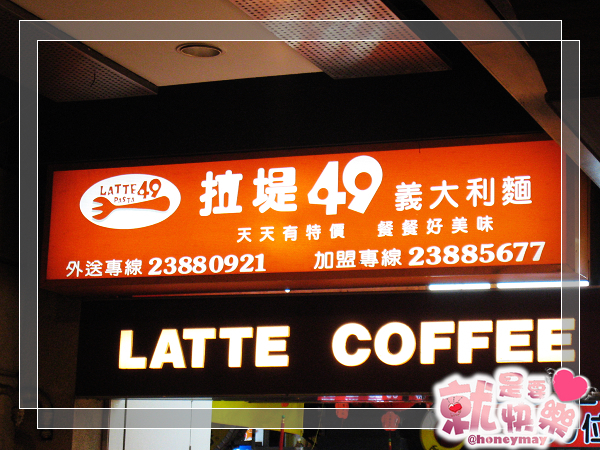 LATTE49
PASTA
拉堤49 義大利麵
天天有特價 餐餐好美味
外送專線 23880921 加盟專線 23885677
LATTE COFFEE
就是要
快樂
@honeymay
位